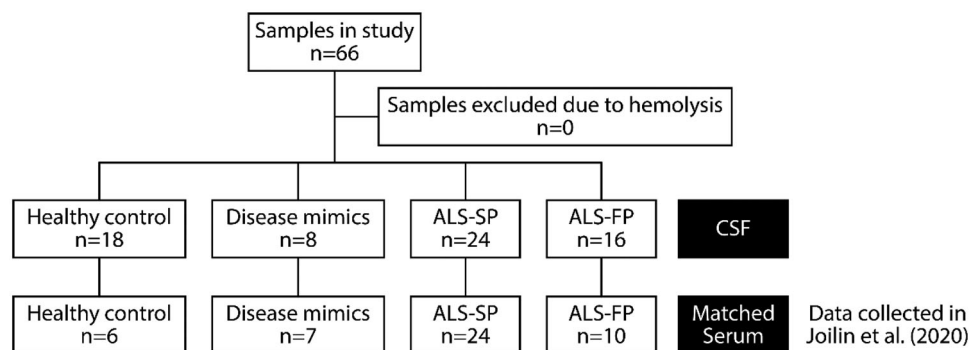 Samples in study
n=66
Samples excluded due to hemolysis
n=0
Healthy control
n=18
Disease mimics
n=8
ALS-SP
n=24
ALS-FP
n=16
CSF
Healthy control
n=6
Disease mimics
n=7
ALS-SP
n=24
ALS-FP
n=10
Matched
Serum
Data collected in
Joilin et al. (2020)